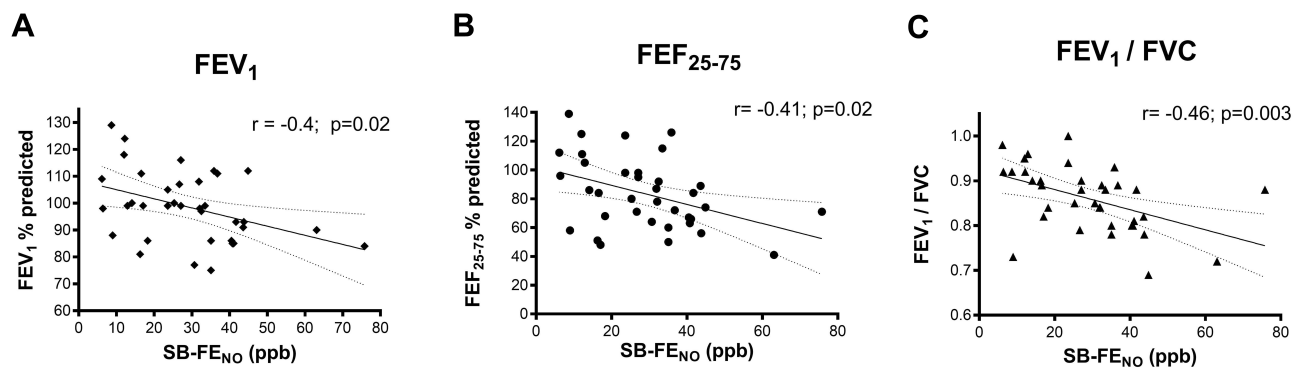 A
FEV1
r = -0.4; p=0.02
130
120
110
100
90
80
70
60
0
10
20
30
40
50
60
70
80
FEV1 % predicted
SB-FENO (ppb)
B
FEF25-75
r= -0.41; p=0.02
140
120
100
80
60
40
20
0
0
20
40
60
80
FEF25-75 % predicted
SB-FENO (ppb)
C
FEV1 / FVC
r= -0.46; p=0.003
1.0
0.9
0.8
0.7
0.6
0
20
40
60
80
FEV1 / FVC
SB-FENO (ppb)